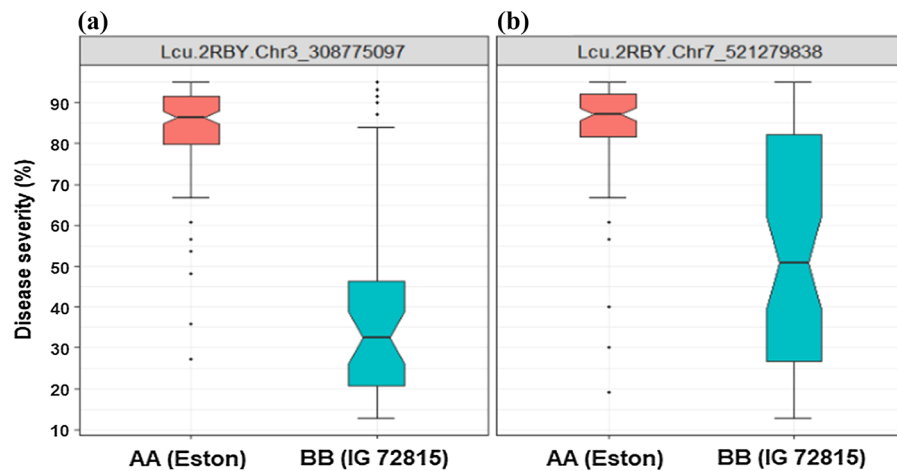 (a)
(b)
Lcu.2RBY.Chr3_308775097
Lcu.2RBY.Chr7_521279838
Disease severity (%)
90
80
70
60
50
40
30
20
10
AA (Eston)
BB (IG 72815)
AA (Eston)
BB (IG 72815)